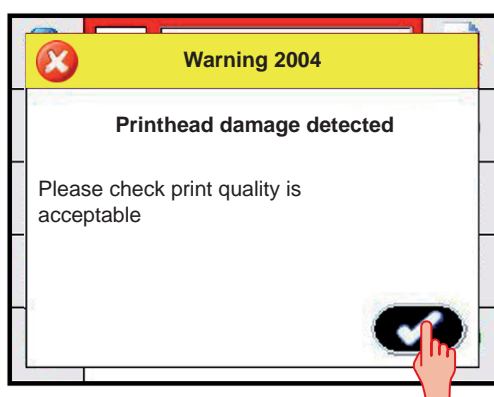 Warning 2004
Printhead damage detected
Please check print quality is
acceptable